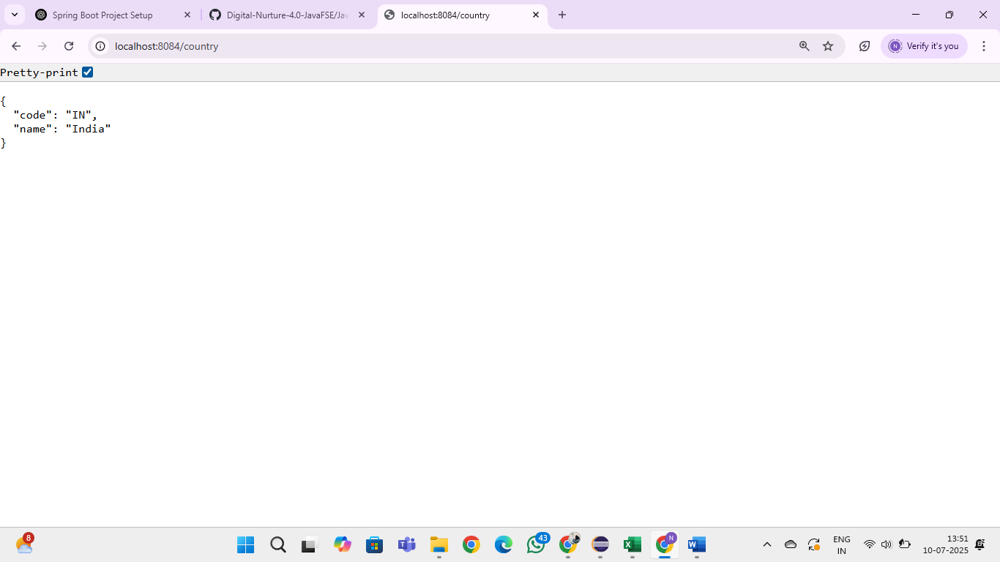 Spring Boot Project Setup
Digital-Nurture-4.0-JavaFSE/Jav
localhost:8084/country
localhost:8084/country
N
Verify it's you
Pretty-print
{
"code": "IN",
"name": "India"
}
8
43
N
ENG
IN
13:51
10-07-2025